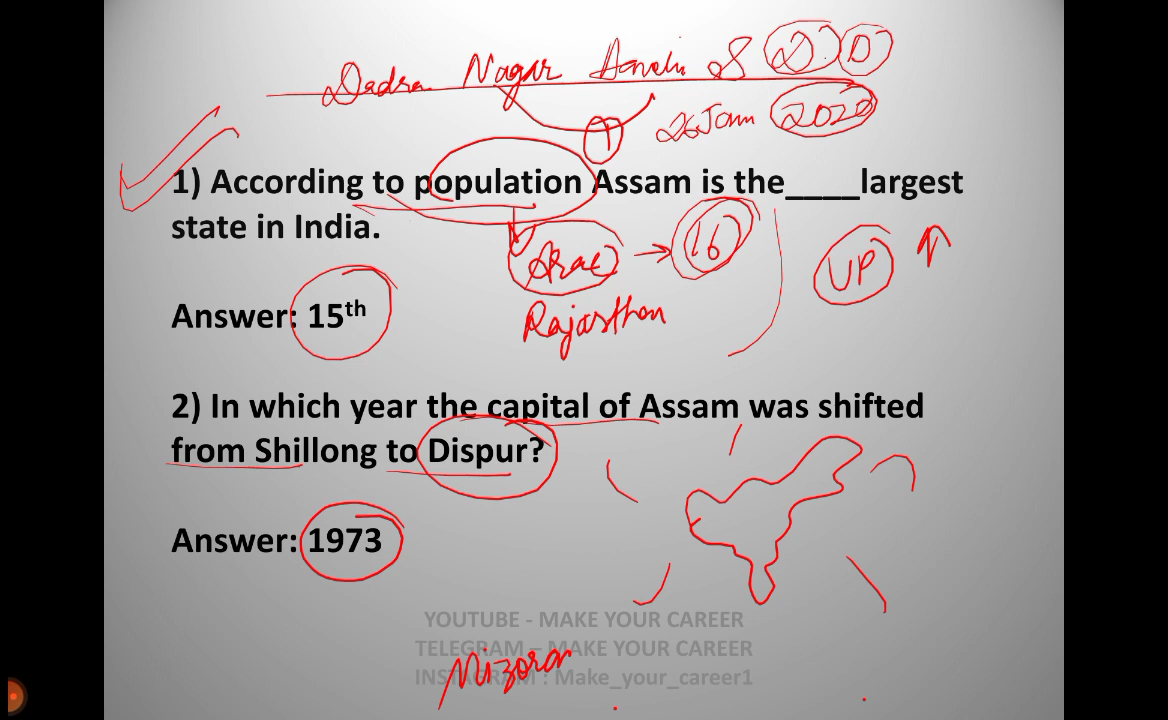 Dadra Nagar Haveli & D D
26 Jan 2020
1) According to population Assam is the____largest
state in India.
Area → 16
UP ↑
Answer: 15th
Rajasthan
2) In which year the capital of Assam was shifted
from Shillong to Dispur?
Answer: 1973
YOUTUBE - MAKE YOUR CAREER
TELEGRAM – MAKE YOUR CAREER
INSTAGRAM : Make_your_career1
Mizoram